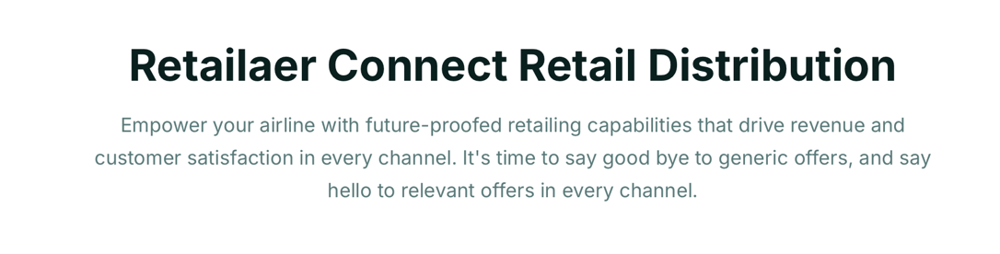 Retailaer Connect Retail Distribution
Empower your airline with future-proofed retailing capabilities that drive revenue and
customer satisfaction in every channel. It's time to say good bye to generic offers, and say
hello to relevant offers in every channel.